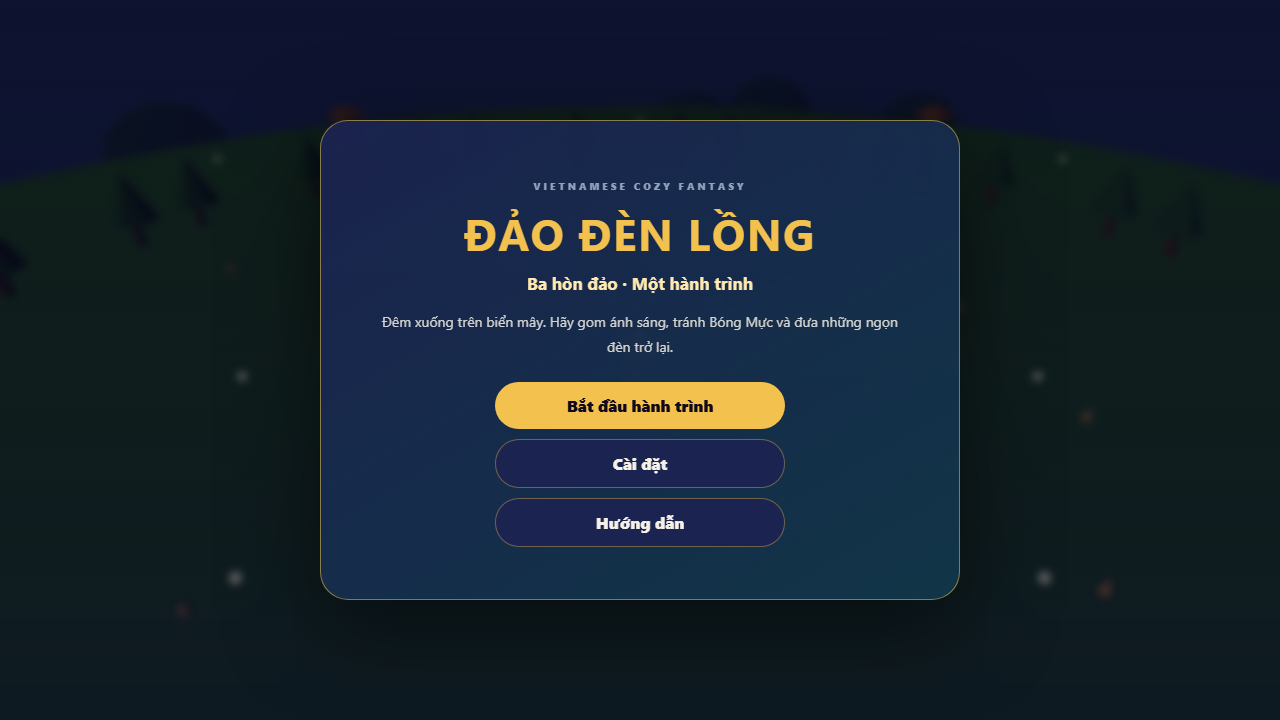 VIETNAMESE COZY FANTASY
ĐẢO ĐÈN LỒNG
Ba hòn đảo · Một hành trình
Đêm xuống trên biển mây. Hãy gom ánh sáng, tránh Bóng Mực và đưa những ngọn
đèn trở lại.
Bắt đầu hành trình
Cài đặt
Hướng dẫn